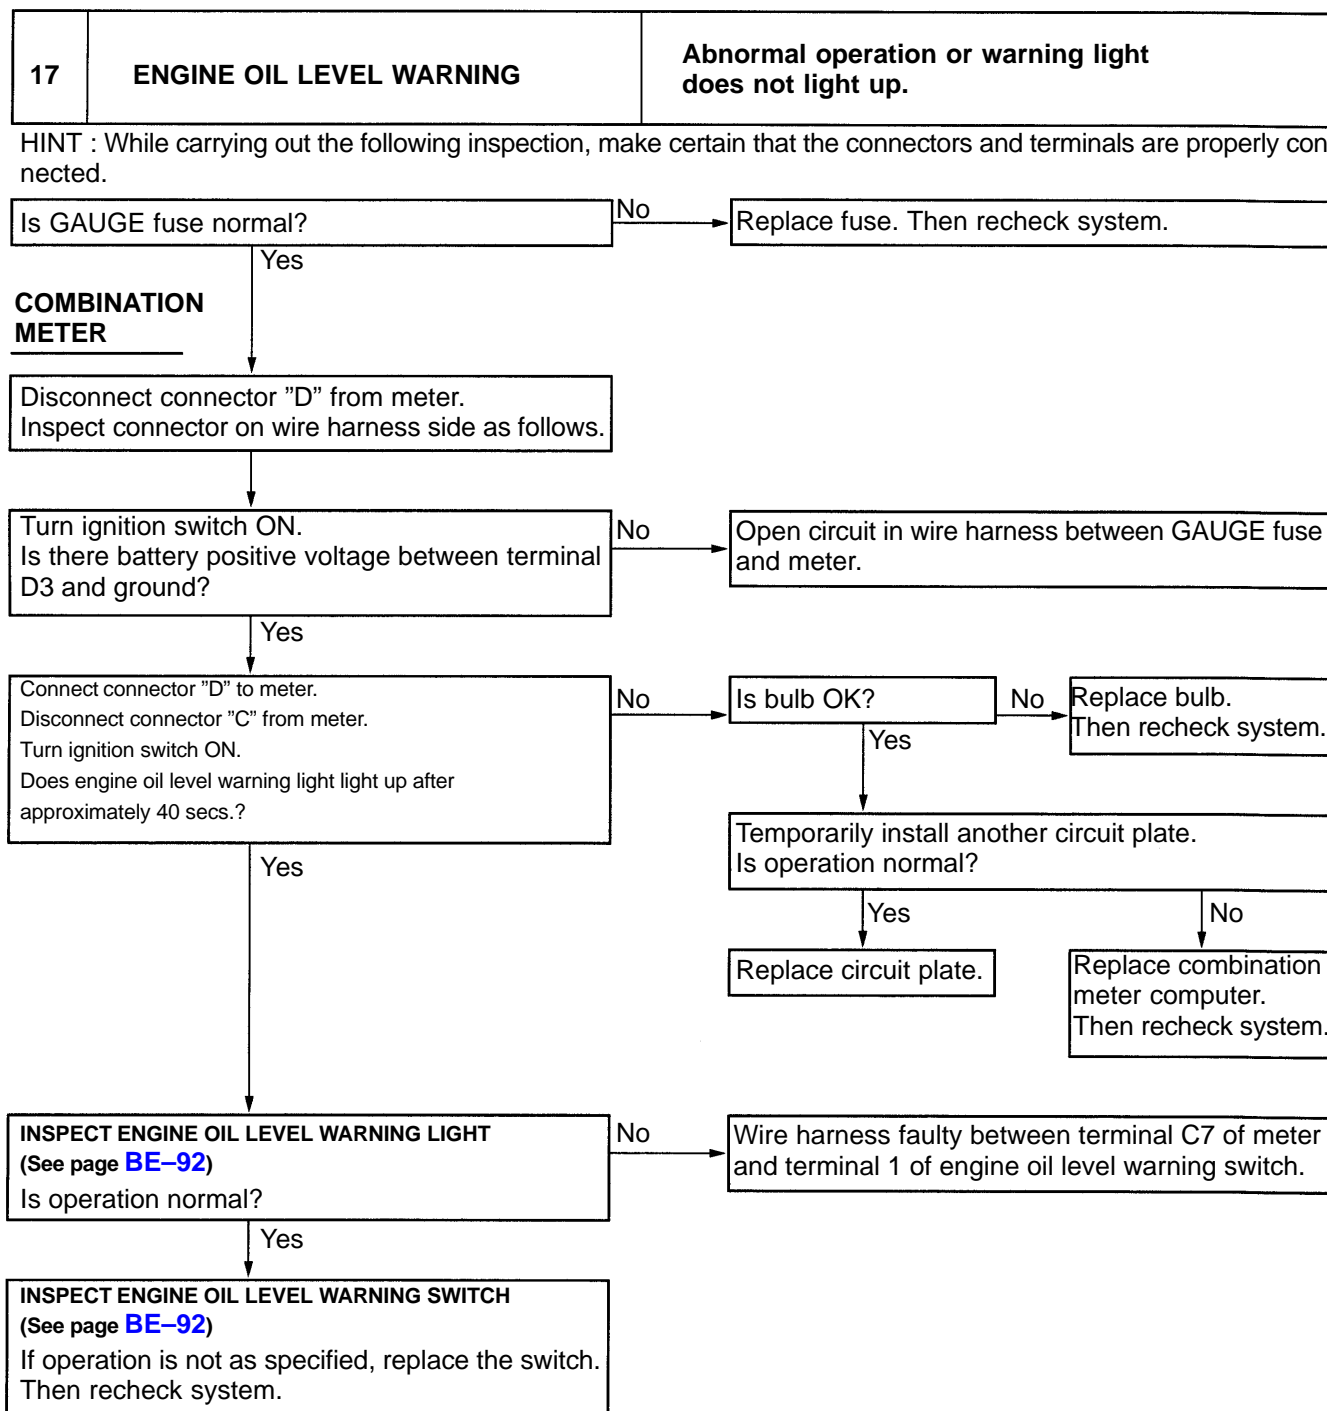 17
ENGINE OIL LEVEL WARNING
Abnormal operation or warning light
does not light up.
HINT : While carrying out the following inspection, make certain that the connectors and terminals are properly con
nected.
Is GAUGE fuse normal?
No
Replace fuse. Then recheck system.
Yes
COMBINATION
METER
Disconnect connector ”D” from meter.
Inspect connector on wire harness side as follows.
Turn ignition switch ON.
Is there battery positive voltage between terminal
D3 and ground?
No
Open circuit in wire harness between GAUGE fuse
and meter.
Yes
Connect connector ”D” to meter.
Disconnect connector ”C” from meter.
Turn ignition switch ON.
Does engine oil level warning light light up after
approximately 40 secs.?
No
Is bulb OK?
No
Replace bulb.
Then recheck system.
Yes
Temporarily install another circuit plate.
Is operation normal?
Yes
Yes
No
Replace circuit plate.
Replace combination
meter computer.
Then recheck system.
INSPECT ENGINE OIL LEVEL WARNING LIGHT
(See page BE–92)
Is operation normal?
No
Wire harness faulty between terminal C7 of meter
and terminal 1 of engine oil level warning switch.
Yes
INSPECT ENGINE OIL LEVEL WARNING SWITCH
(See page BE–92)
If operation is not as specified, replace the switch.
Then recheck system.